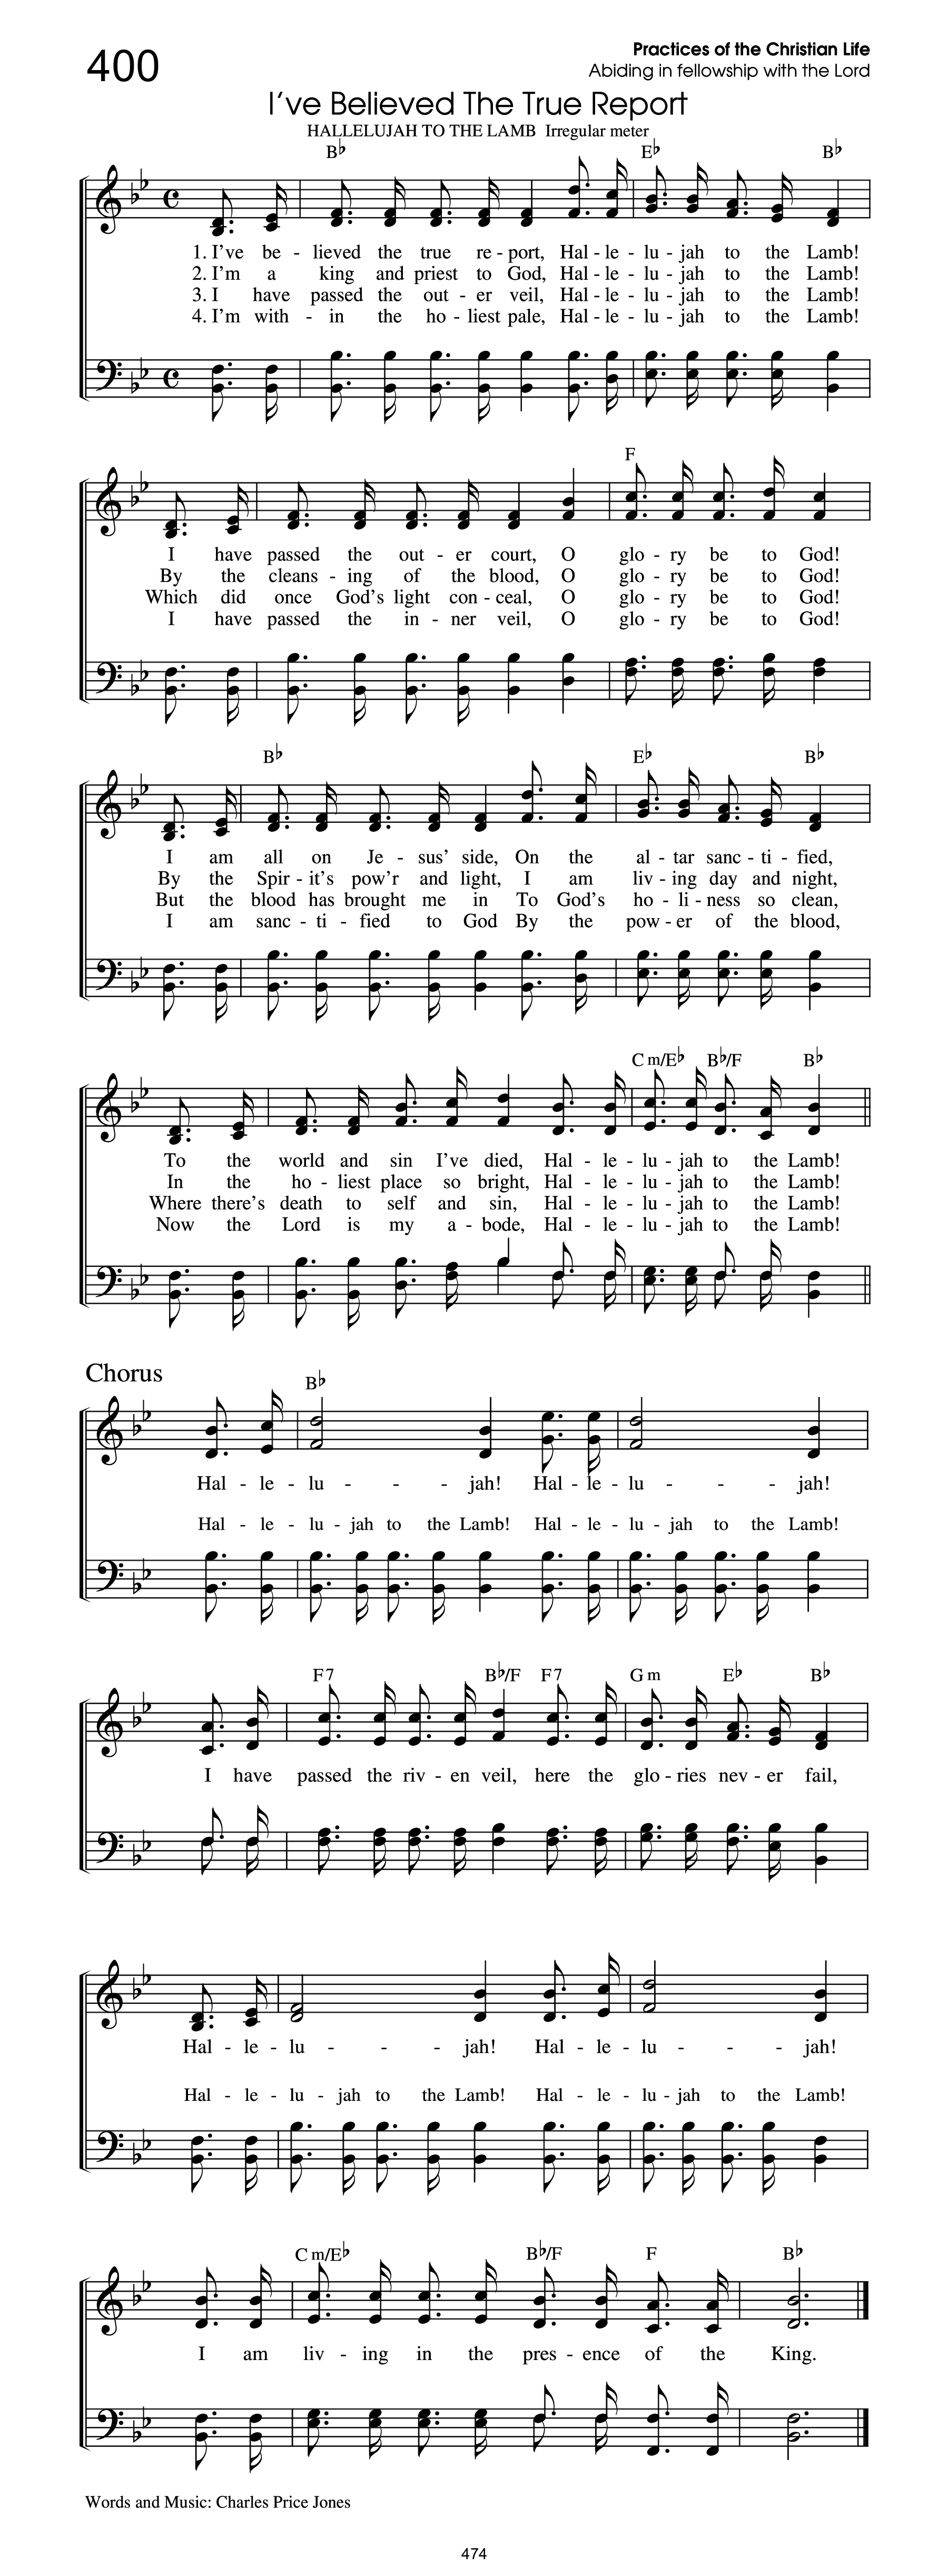 400
Practices of the Christian Life
Abiding in fellowship with the Lord
I've Believed The True Report
HALLELUJAH TO THE LAMB Irregular meter
B♭ E♭ B♭
1. I've be - lieved the true re - port, Hal - le - lu - jah to the Lamb!
2. I'm a king and priest to God, Hal - le - lu - jah to the Lamb!
3. I have passed the out - er veil, Hal - le - lu - jah to the Lamb!
4. I'm with - in the ho - liest pale, Hal - le - lu - jah to the Lamb!
F
I have passed the out - er court, O glo - ry be to God!
By the cleans - ing of the blood, O glo - ry be to God!
Which did once God's light con - ceal, O glo - ry be to God!
I have passed the in - ner veil, O glo - ry be to God!
B♭ E♭ B♭
I am all on Je - sus' side, On the al - tar sanc - ti - fied,
By the Spir - it's pow'r and light, I am liv - ing day and night,
But the blood has brought me in To God's ho - li - ness so clean,
I am sanc - ti - fied to God By the pow - er of the blood,
Cm/E♭ B♭/F B♭
To the world and sin I've died, Hal - le - lu - jah to the Lamb!
In the ho - liest place so bright, Hal - le - lu - jah to the Lamb!
Where there's death to self and sin, Hal - le - lu - jah to the Lamb!
Now the Lord is my a - bode, Hal - le - lu - jah to the Lamb!
Chorus
B♭
Hal - le - lu - - - jah! Hal - le - lu - - - jah!
Hal - le - lu - jah to the Lamb! Hal - le - lu - jah to the Lamb!
F7 B♭/F F7 Gm E♭ B♭
I have passed the riv - en veil, here the glo - ries nev - er fail,
Hal - le - lu - - - jah! Hal - le - lu - - - jah!
Hal - le - lu - jah to the Lamb! Hal - le - lu - jah to the Lamb!
Cm/E♭ B♭/F F B♭
I am liv - ing in the pres - ence of the King.
Words and Music: Charles Price Jones
474